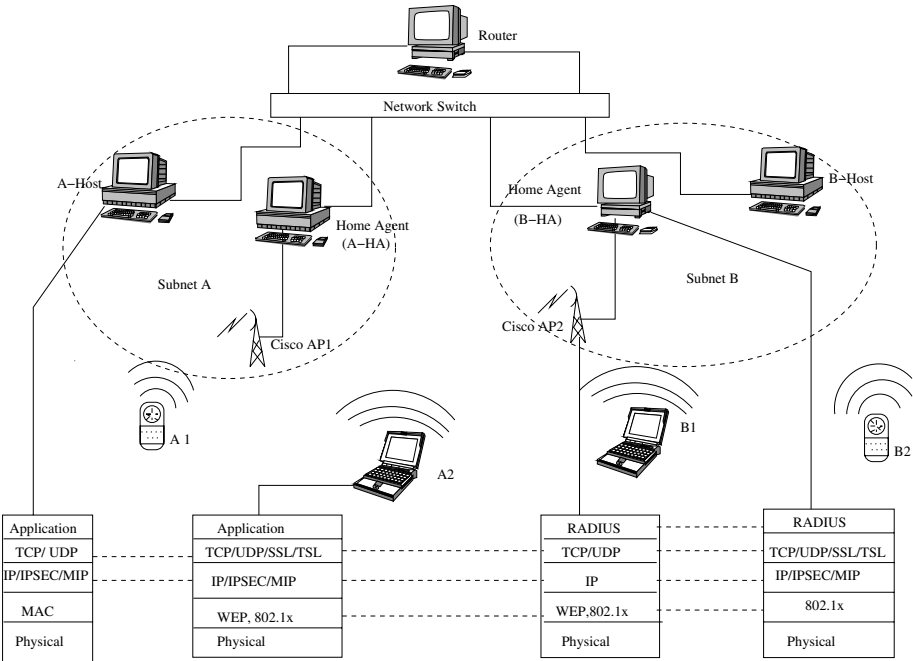 Router
Network Switch
A–Host
B–Host
Home Agent
(A–HA)
Home Agent
(B–HA)
Subnet A
Subnet B
Cisco AP1
Cisco AP2
A 1
A2
B1
B2
Application
TCP/ UDP
IP/IPSEC/MIP
MAC
Physical
Application
TCP/UDP/SSL/TSL
IP/IPSEC/MIP
WEP, 802.1x
Physical
RADIUS
TCP/UDP
IP
WEP,802.1x
Physical
RADIUS
TCP/UDP/SSL/TSL
IP/IPSEC/MIP
802.1x
Physical